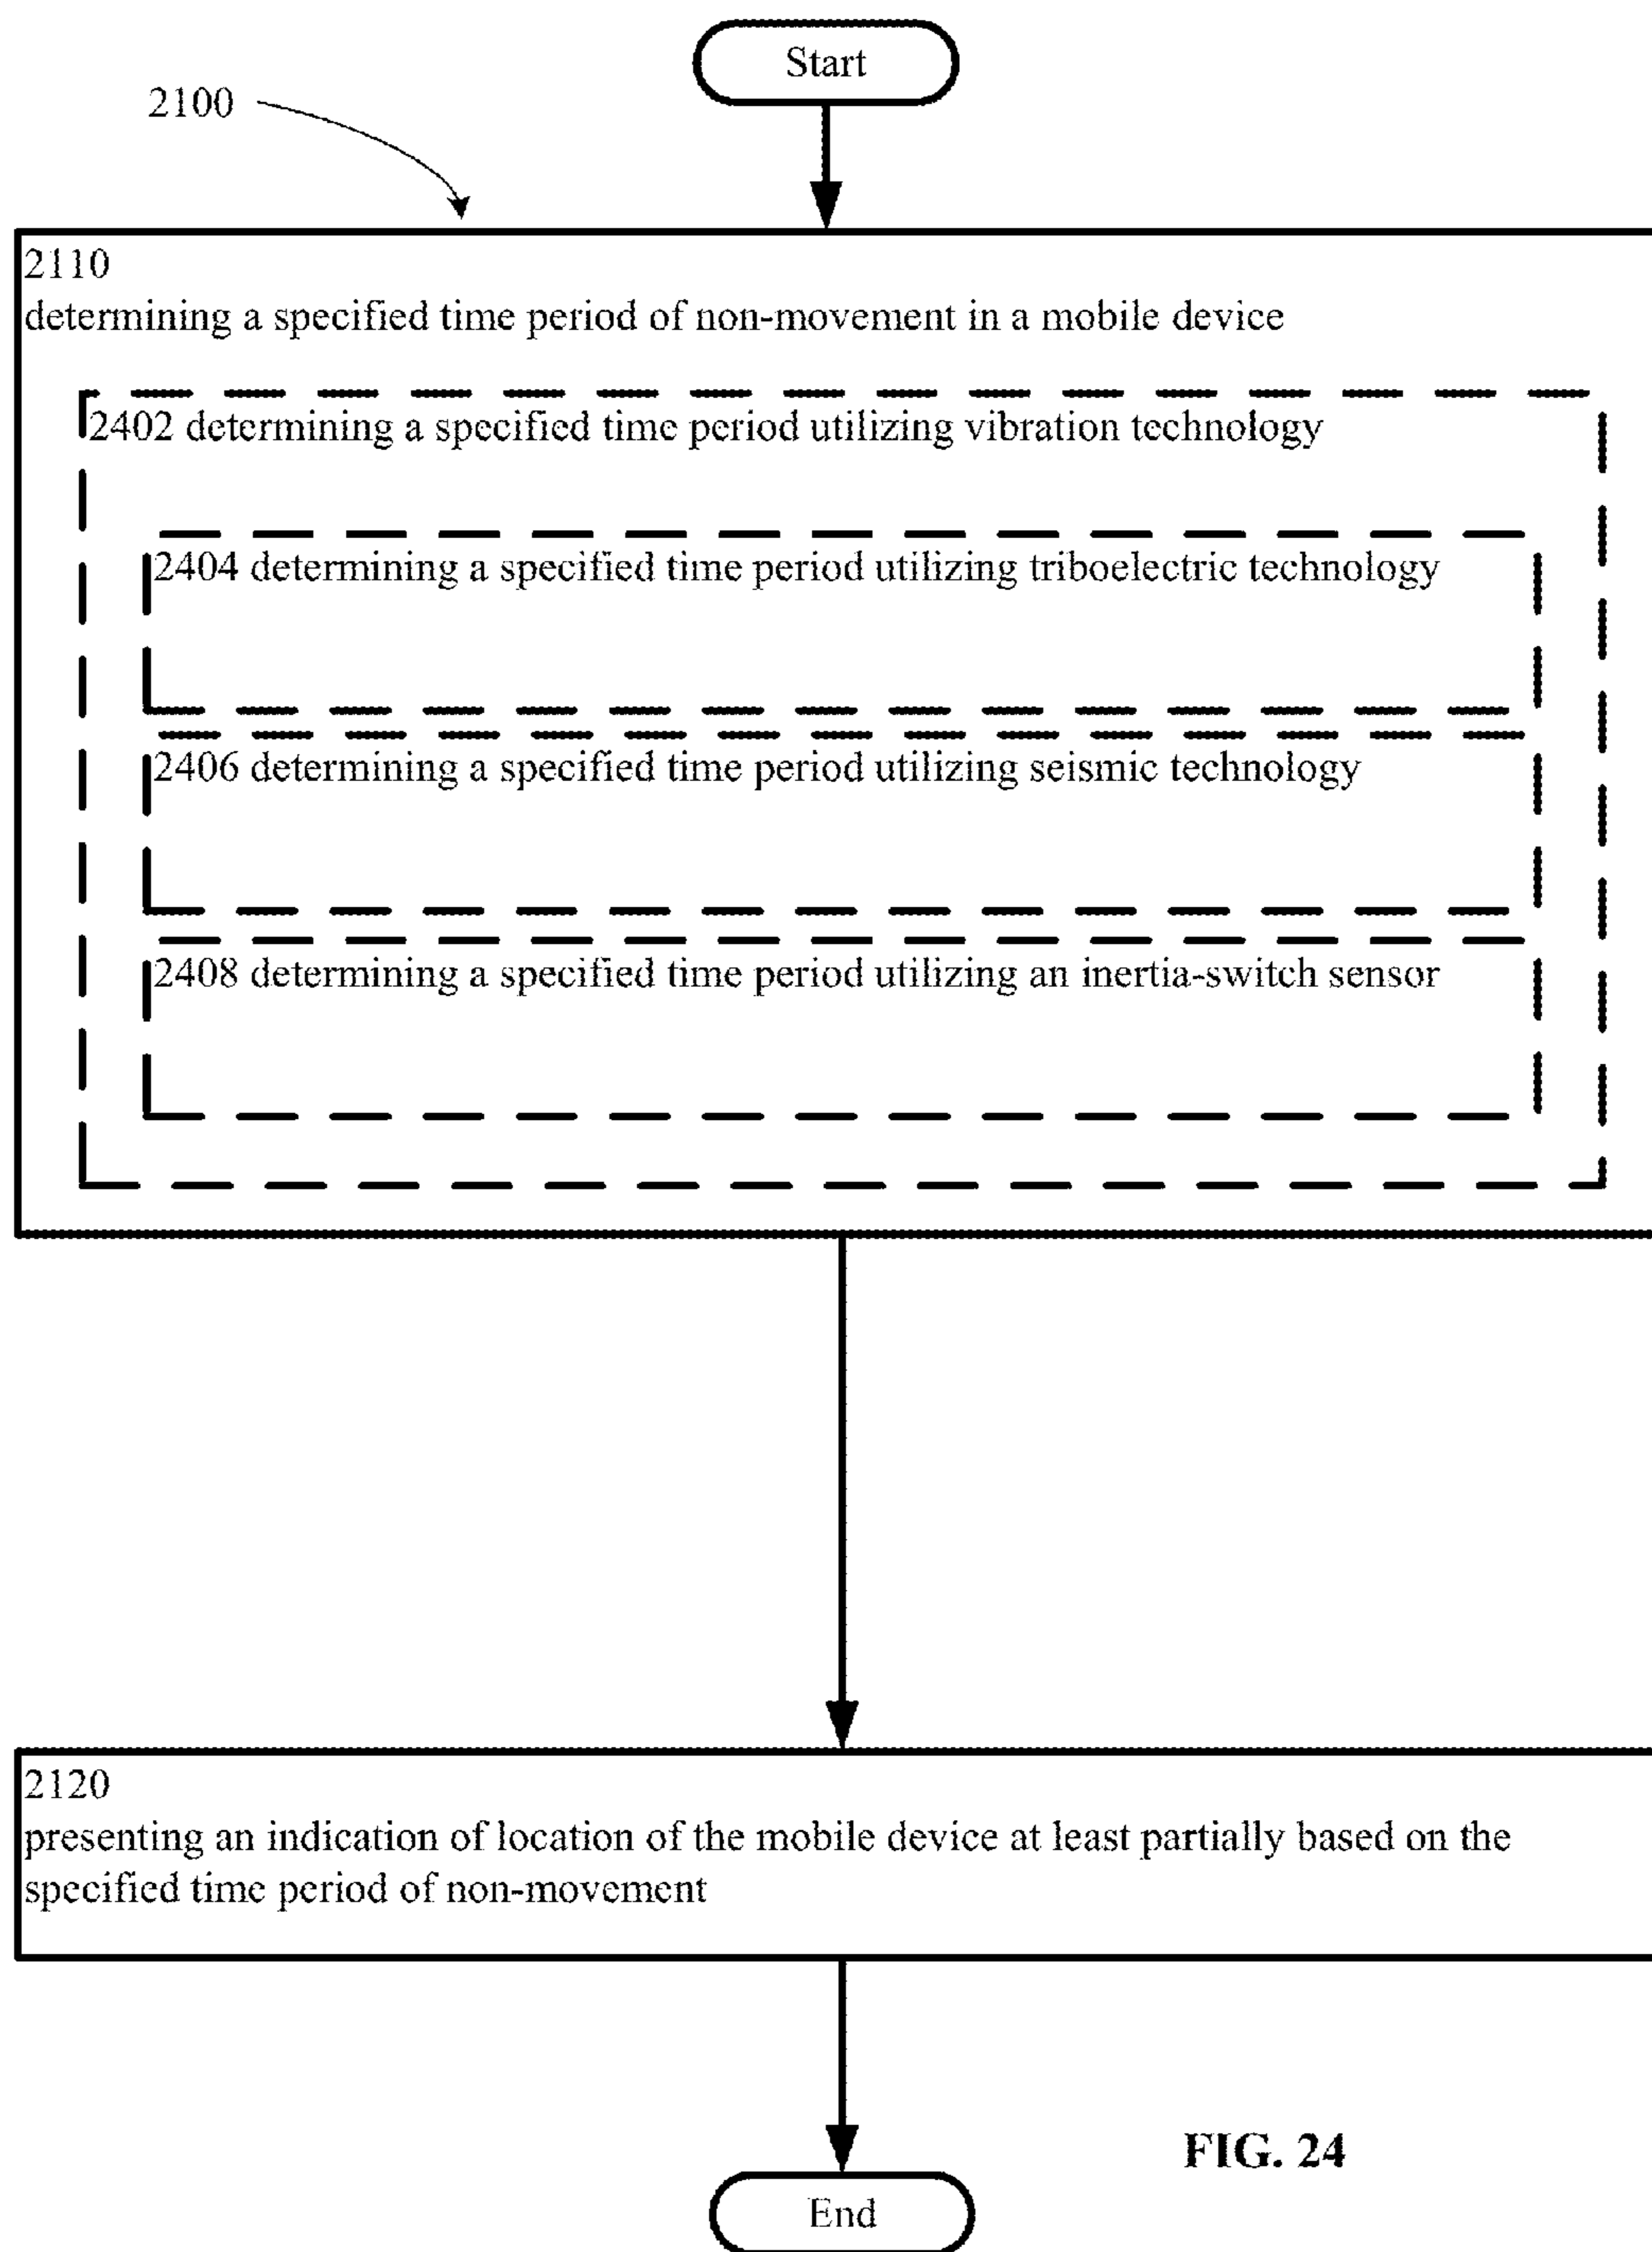 Start
2100
2110
determining a specified time period of non-movement in a mobile device
2402 determining a specified time period utilizing vibration technology
2404 determining a specified time period utilizing triboelectric technology
2406 determining a specified time period utilizing seismic technology
2408 determining a specified time period utilizing an inertia-switch sensor
2120
presenting an indication of location of the mobile device at least partially based on the
specified time period of non-movement
FIG. 24
End